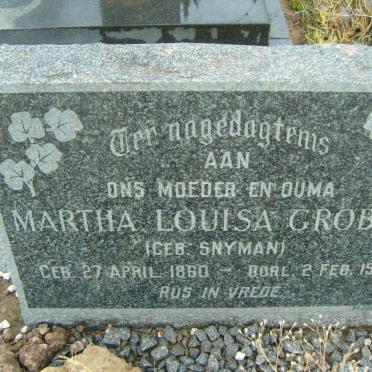 Ter nagedagtenis
AAN
ONS MOEDER EN OUMA
MARTHA LOUISA GROB
(GEB SNYMAN)
GEB. 27 APRIL 1860 – OORL. 2 FEB. 19
RUS IN VREDE